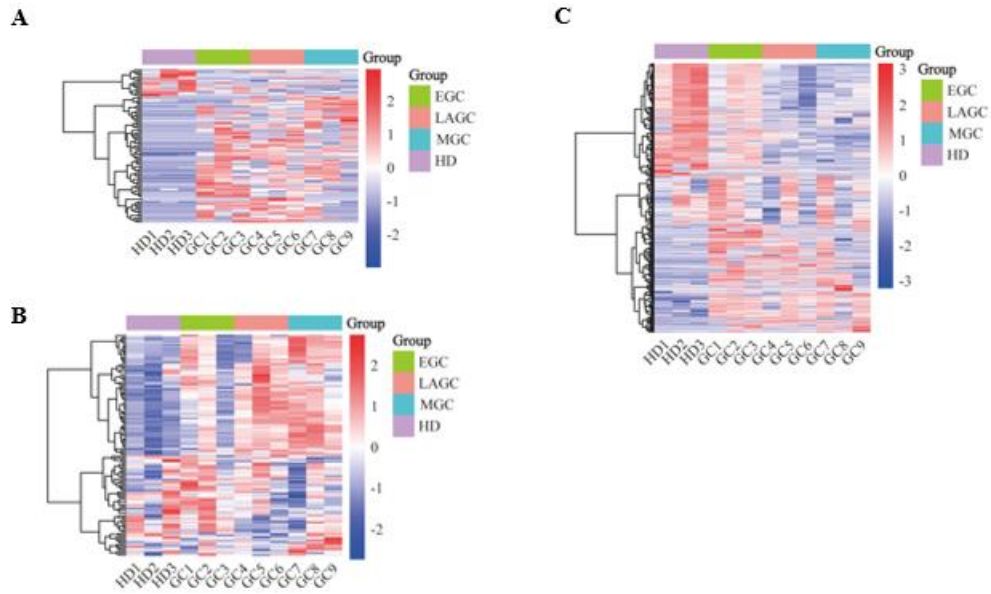 A
Group
2
1
0
-1
-2
Group
EGC
LAGC
MGC
HD
HD1 HD2 HD3 GC1 GC2 GC3 GC4 GC5 GC6 GC7 GC8 GC9
B
Group
2
1
0
-1
-2
Group
EGC
LAGC
MGC
HD
HD1 HD2 HD3 GC1 GC2 GC3 GC4 GC5 GC6 GC7 GC8 GC9
C
Group
3
2
1
0
-1
-2
-3
Group
EGC
LAGC
MGC
HD
HD1 HD2 HD3 GC1 GC2 GC3 GC4 GC5 GC6 GC7 GC8 GC9